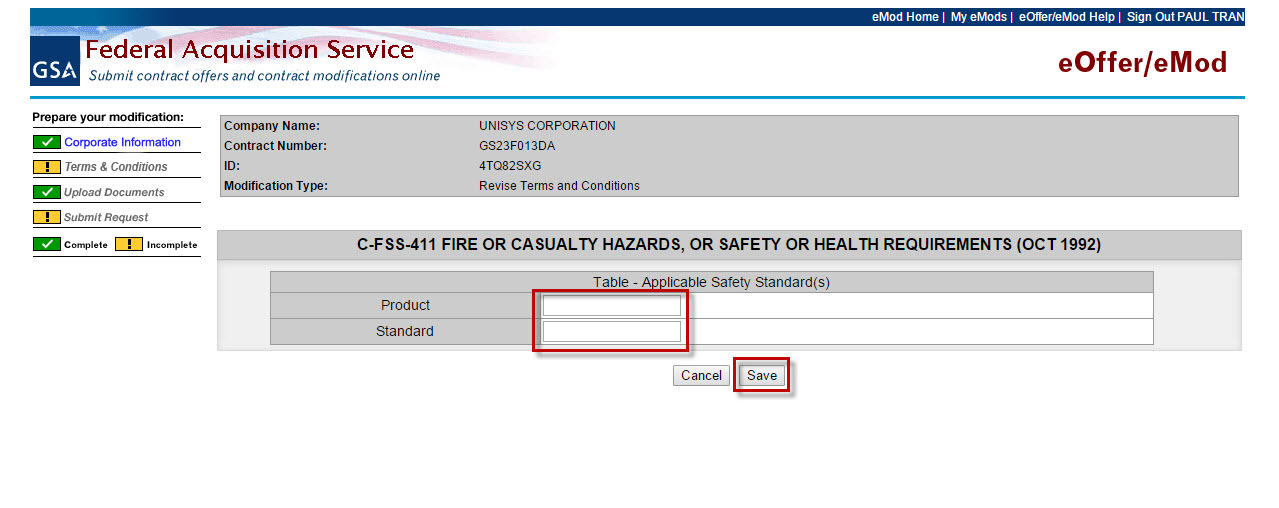 eMod Home | My eMods | eOffer/eMod Help | Sign Out PAUL TRAN
GSA
Federal Acquisition Service
Submit contract offers and contract modifications online
eOffer/eMod
Prepare your modification:
Corporate Information
Terms & Conditions
Upload Documents
Submit Request
Complete ! Incomplete
Company Name: UNISYS CORPORATION
Contract Number: GS23F013DA
ID: 4TQ82SXG
Modification Type: Revise Terms and Conditions
C-FSS-411 FIRE OR CASUALTY HAZARDS, OR SAFETY OR HEALTH REQUIREMENTS (OCT 1992)
Table - Applicable Safety Standard(s)
Product
Standard
Cancel Save